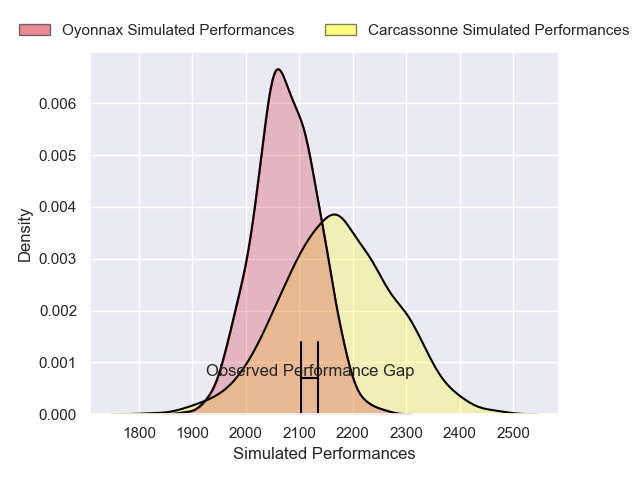 Oyonnax Simulated Performances
Carcassonne Simulated Performances
0.006
0.005
0.004
0.003
0.002
0.001
0.000
Density
Observed Performance Gap
1800 1900 2000 2100 2200 2300 2400 2500
Simulated Performances